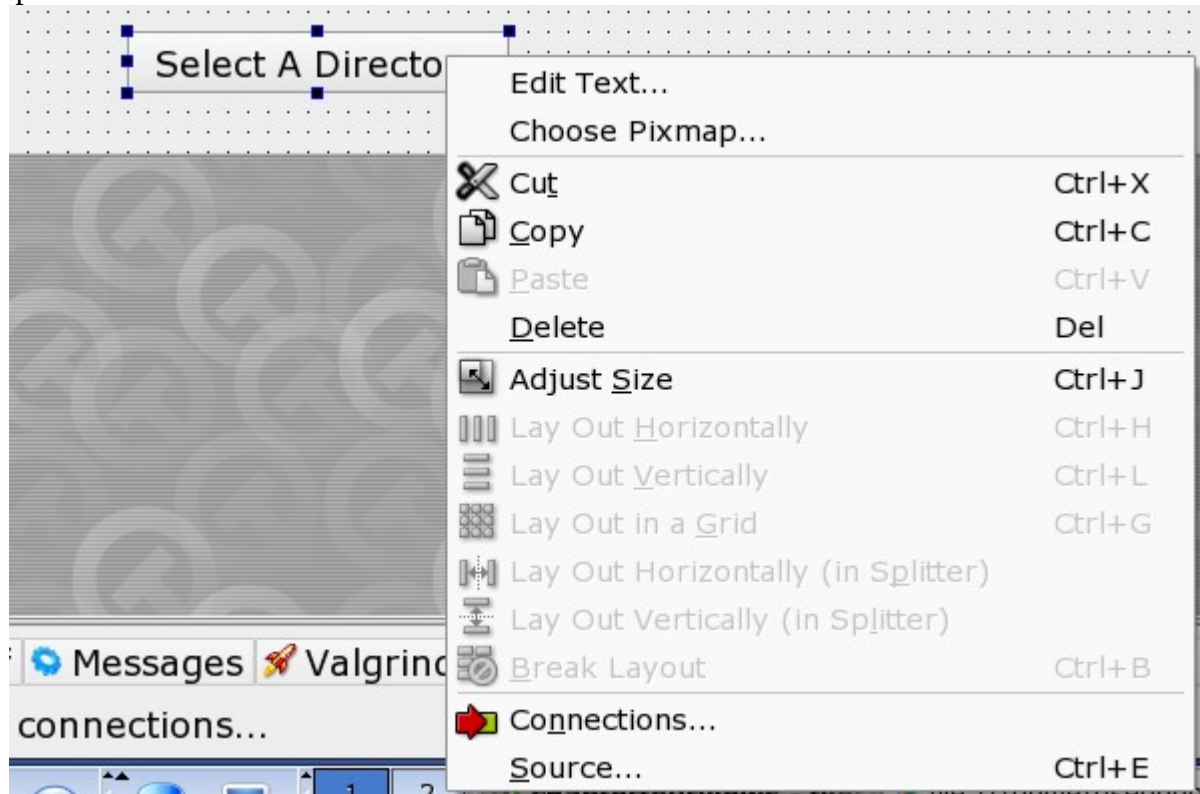 Select A Directo
Edit Text...
Choose Pixmap...
Cut Ctrl+X
Copy Ctrl+C
Paste Ctrl+V
Delete Del
Adjust Size Ctrl+J
Lay Out Horizontally Ctrl+H
Lay Out Vertically Ctrl+L
Lay Out in a Grid Ctrl+G
Lay Out Horizontally (in Splitter)
Lay Out Vertically (in Splitter)
Break Layout Ctrl+B
Connections...
Source... Ctrl+E
Messages Valgrind
connections...
1 2